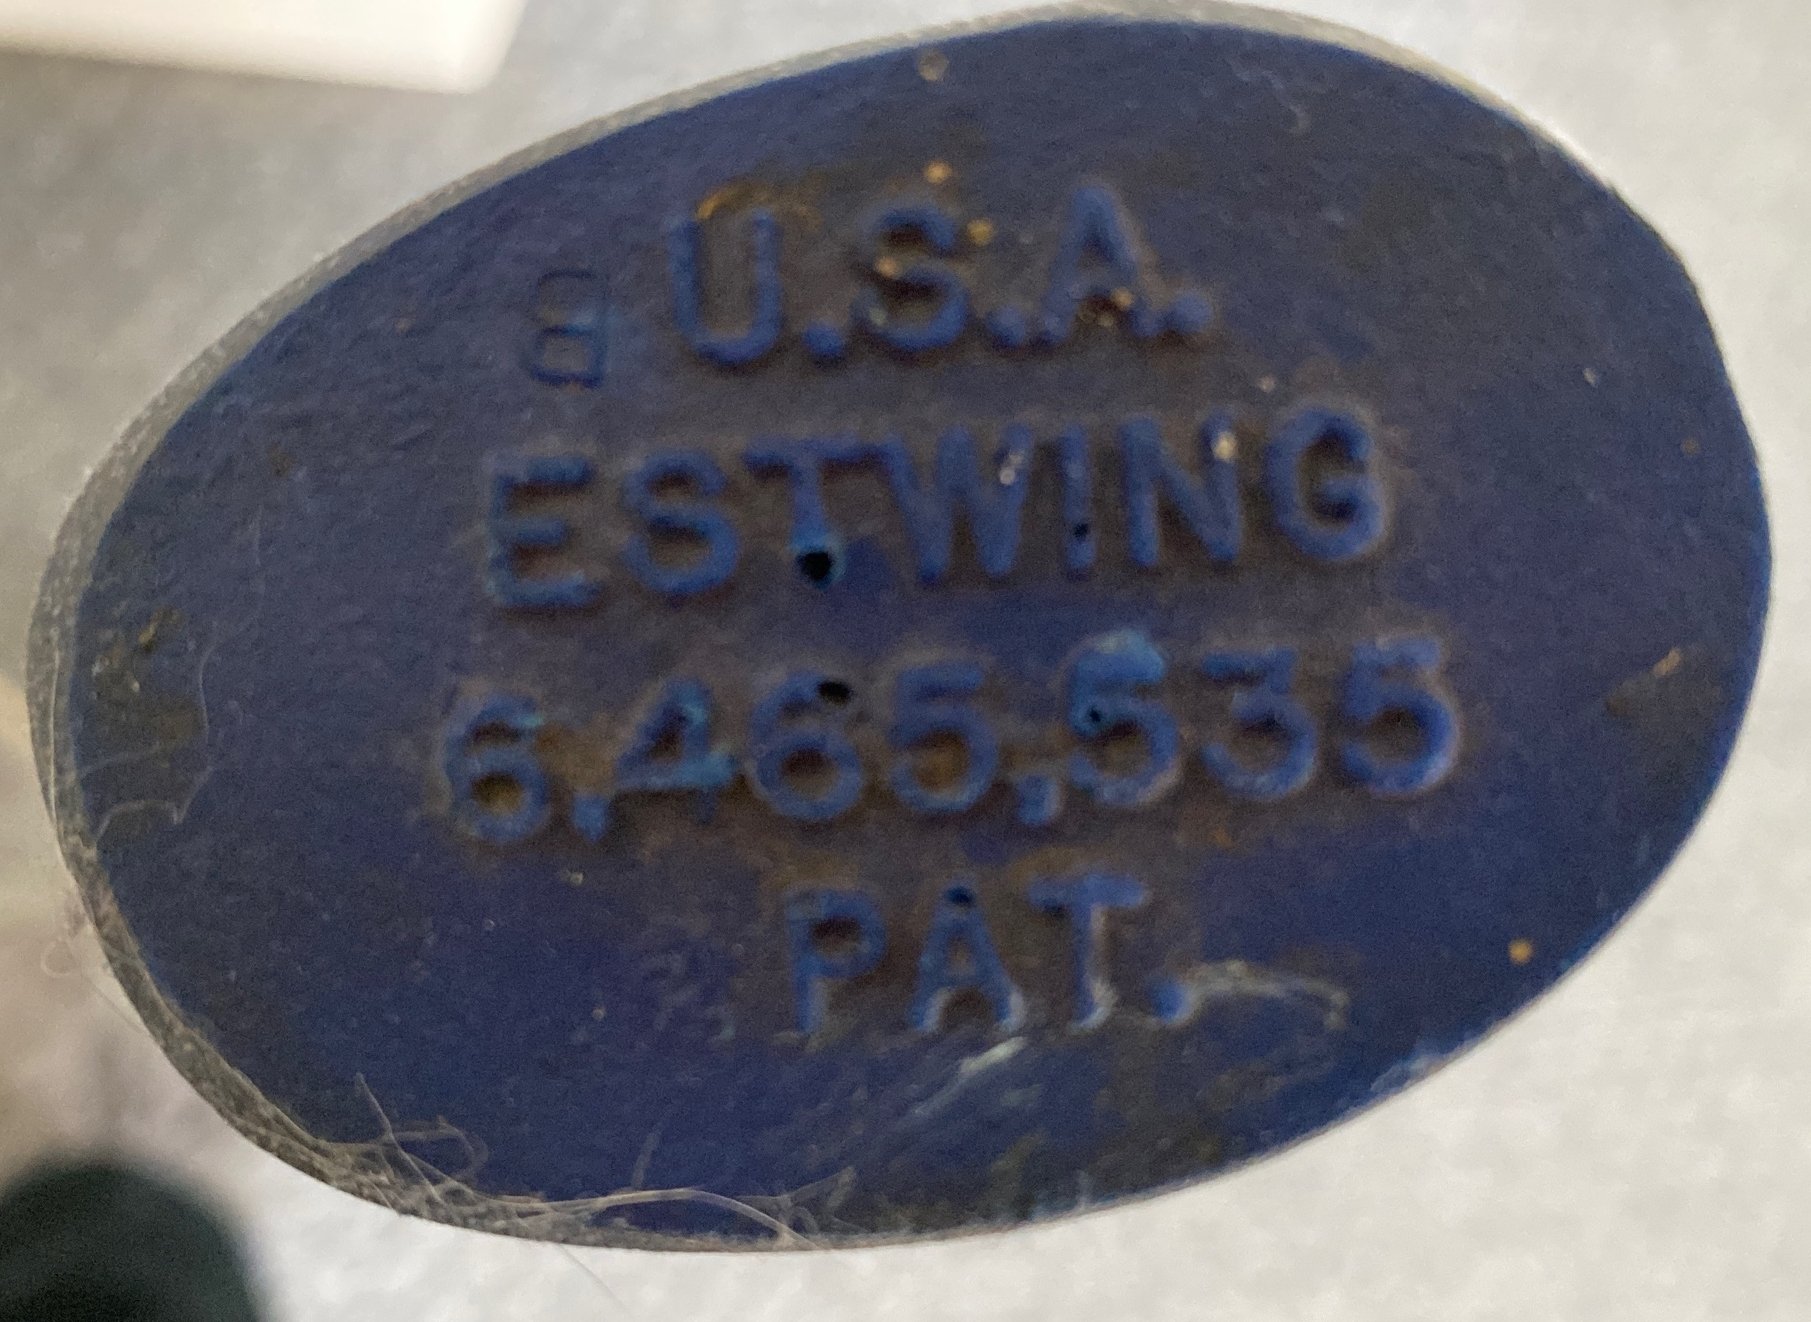 B U.S.A.
ESTWING
6,465,535
PAT.